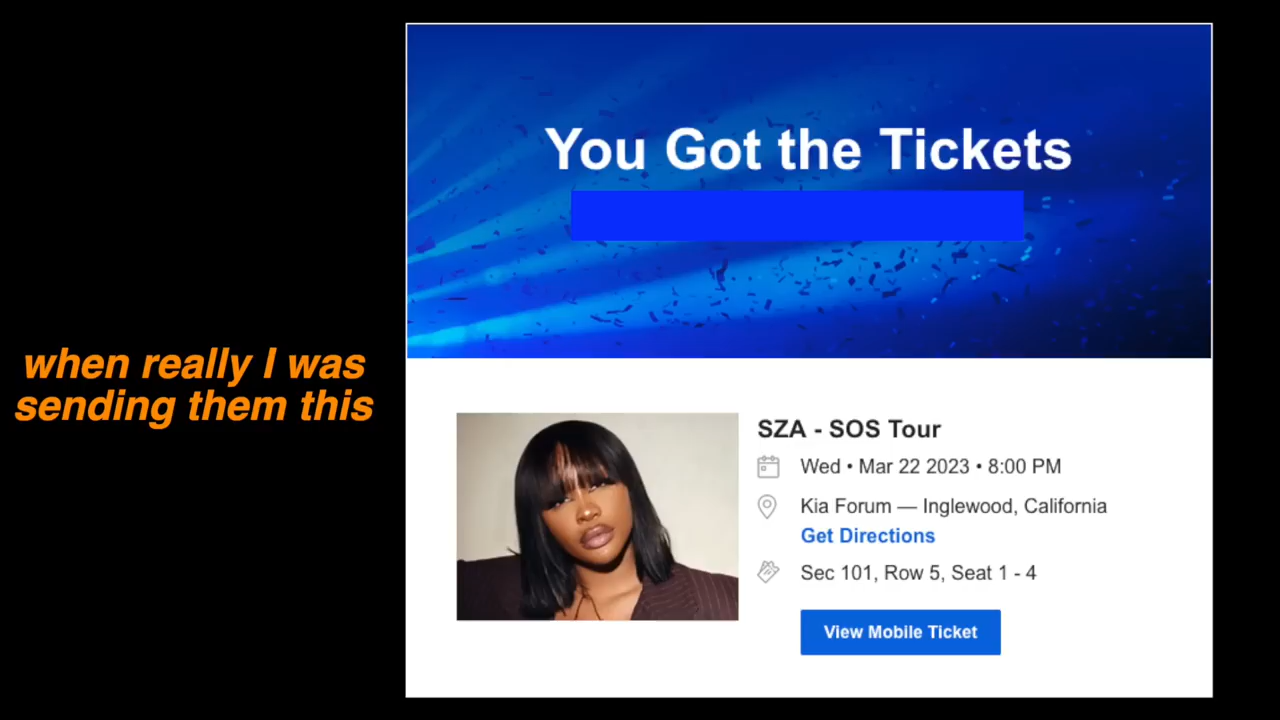 when really I was
sending them this
You Got the Tickets
SZA - SOS Tour
Wed • Mar 22 2023 • 8:00 PM
Kia Forum — Inglewood, California
Get Directions
Sec 101, Row 5, Seat 1 - 4
View Mobile Ticket